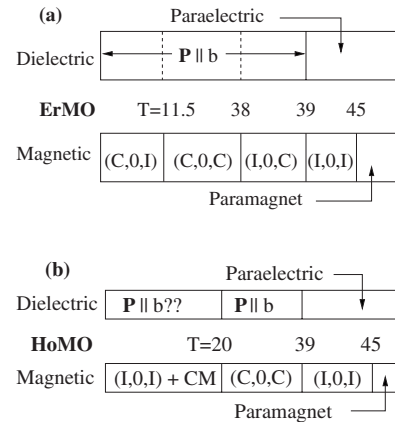 (a)
Paraelectric
Dielectric P || b
ErMO T=11.5 38 39 45
Magnetic (C,0,I) (C,0,C) (I,0,C) (I,0,I)
Paramagnet
(b)
Paraelectric
Dielectric P || b?? P || b
HoMO T=20 39 45
Magnetic (I,0,I) + CM (C,0,C) (I,0,I)
Paramagnet